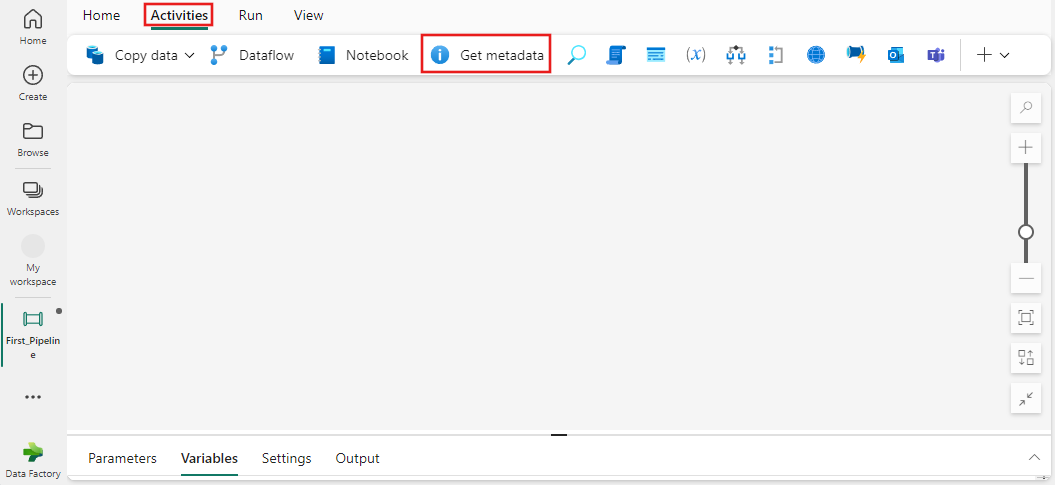 Home
Activities
Run
View
Copy data
Dataflow
Notebook
Get metadata
(x)
Home
Create
Browse
Workspaces
My
workspace
First_Pipelin
e
Data Factory
Parameters
Variables
Settings
Output